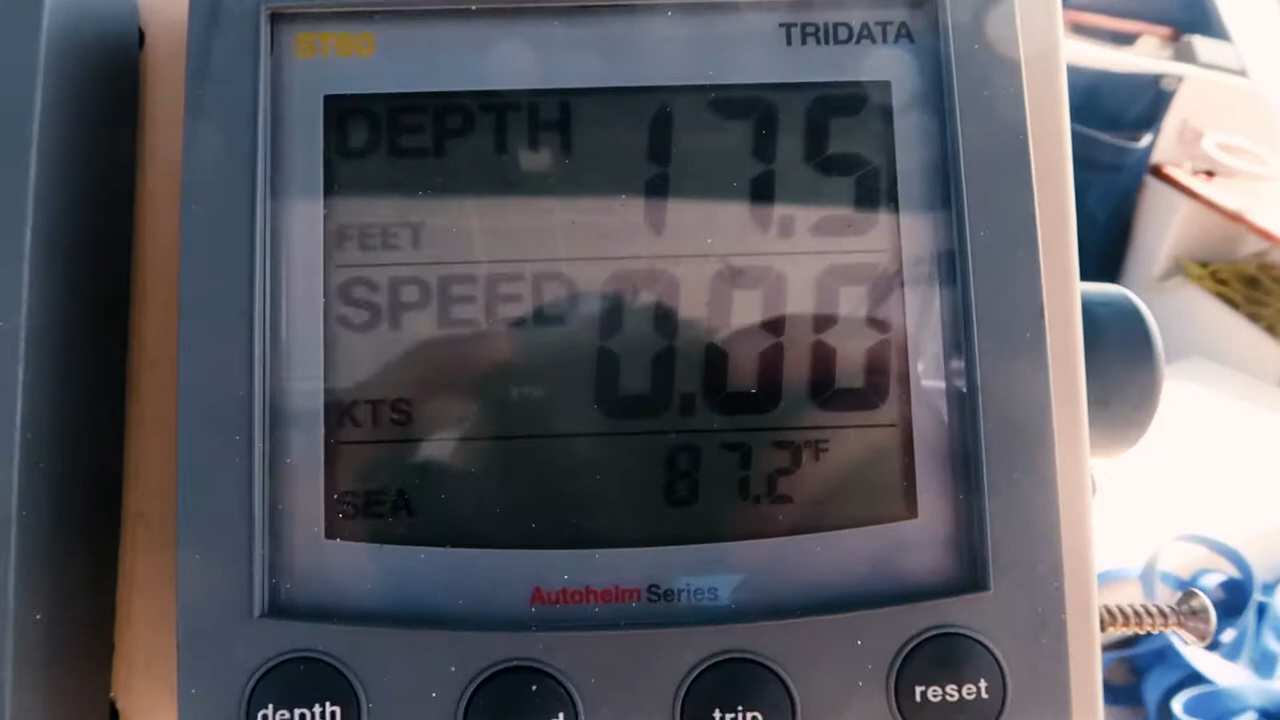 ST60 TRIDATA
DEPTH 17.5
FEET
SPEED 0.00
KTS
SEA 87.2°F
Autohelm Series
depth trip reset